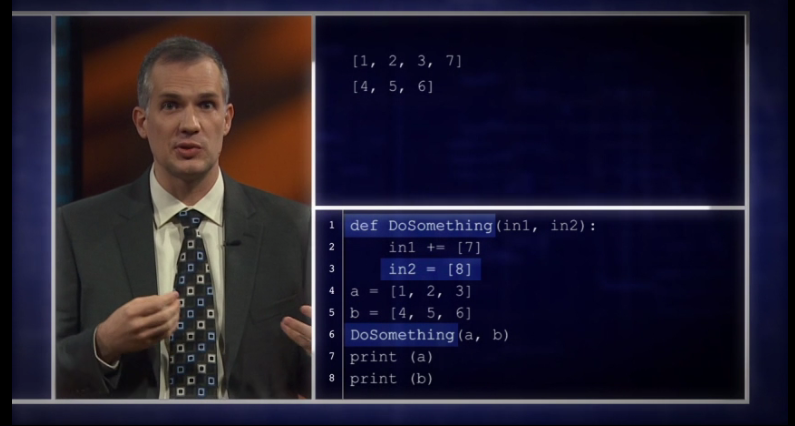 [1, 2, 3, 7]
[4, 5, 6]
1 def DoSomething(in1, in2):
2     in1 += [7]
3     in2 = [8]
4 a = [1, 2, 3]
5 b = [4, 5, 6]
6 DoSomething(a, b)
7 print (a)
8 print (b)